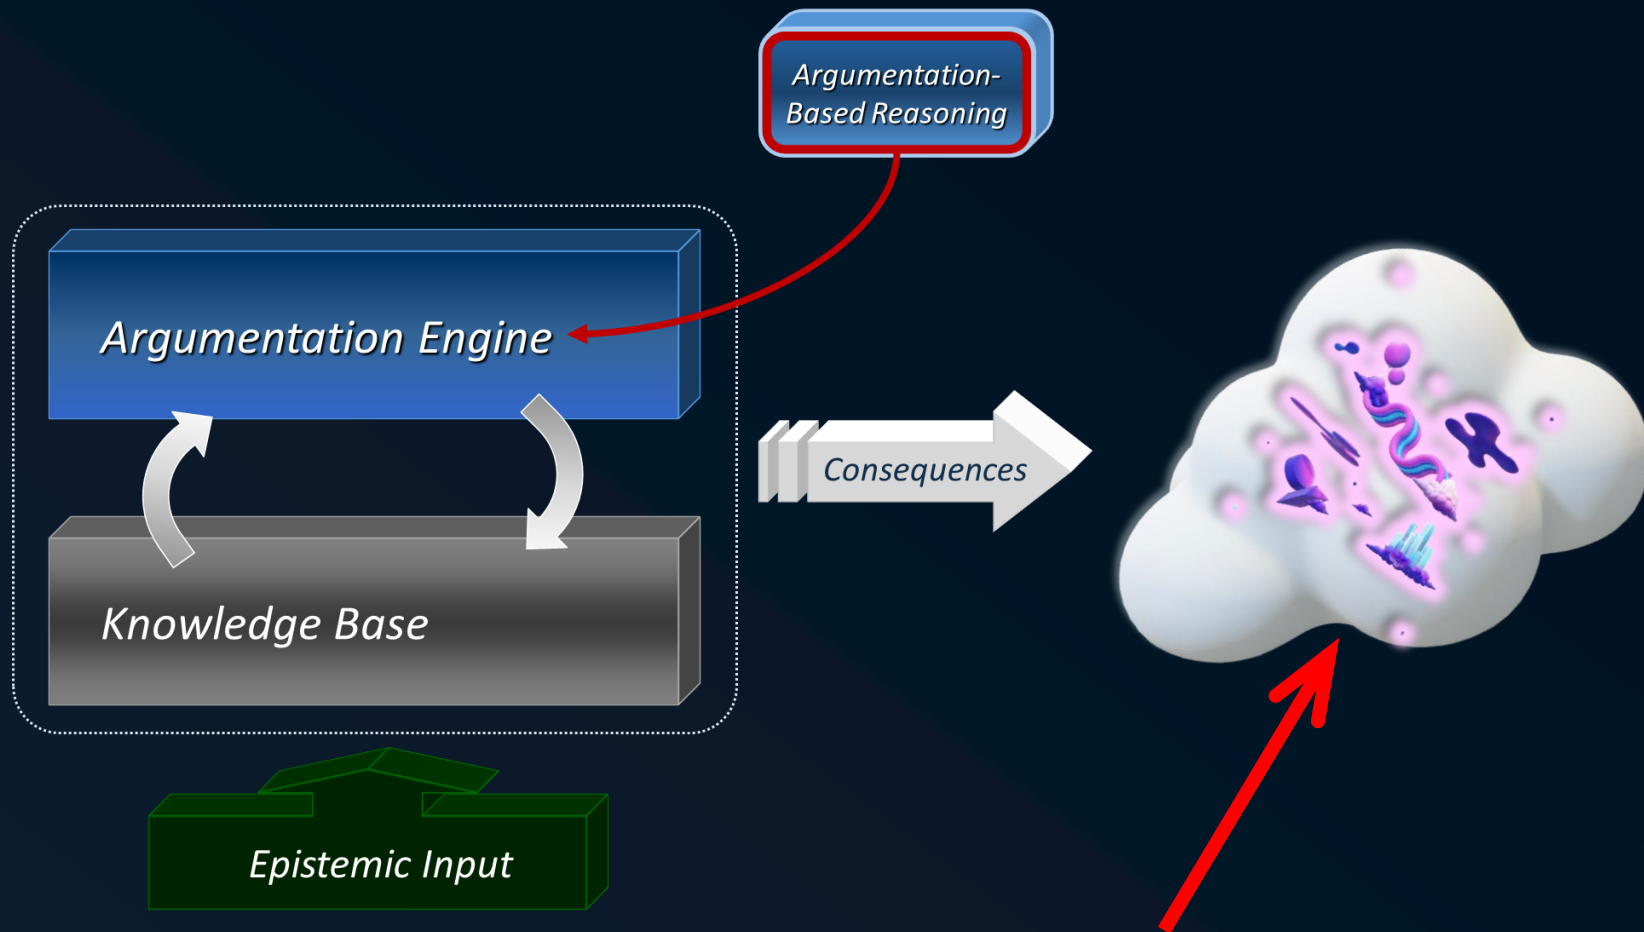 Argumentation-
Based Reasoning
Argumentation Engine
Consequences
Knowledge Base
Epistemic Input